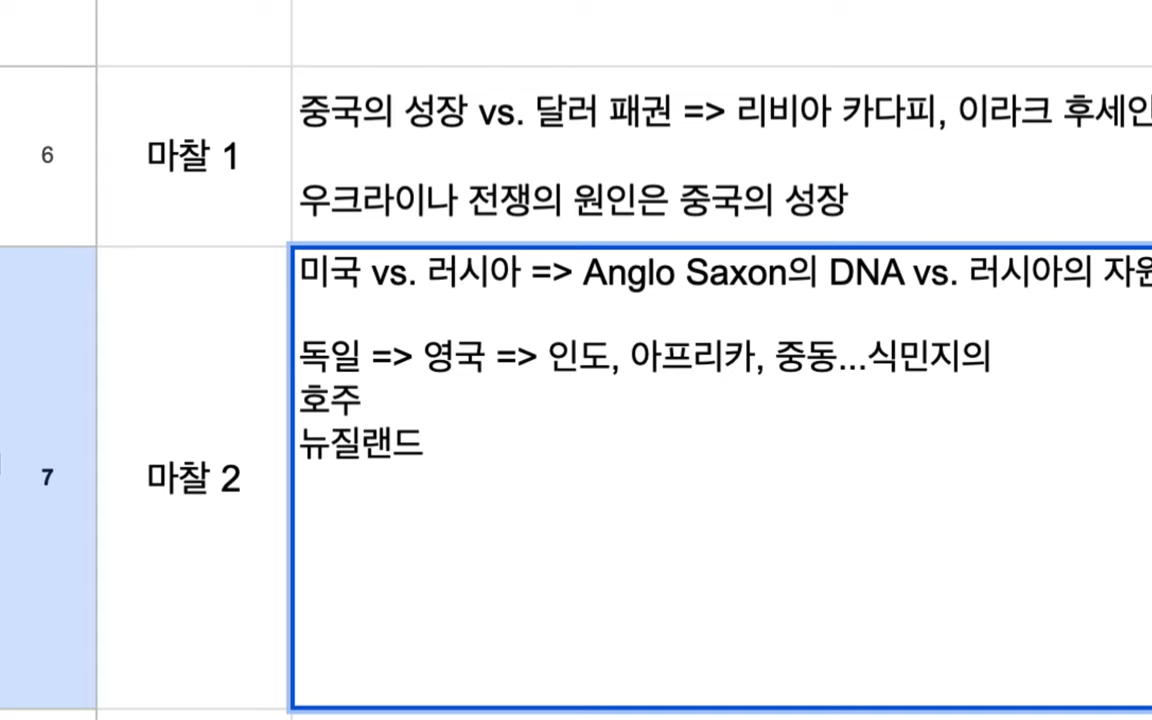 6
마찰 1
중국의 성장 vs. 달러 패권 => 리비아 카다피, 이라크 후세인
우크라이나 전쟁의 원인은 중국의 성장
7
마찰 2
미국 vs. 러시아 => Anglo Saxon의 DNA vs. 러시아의
독일 => 영국 => 인도, 아프리카, 중동...식민지의
호주
뉴질랜드